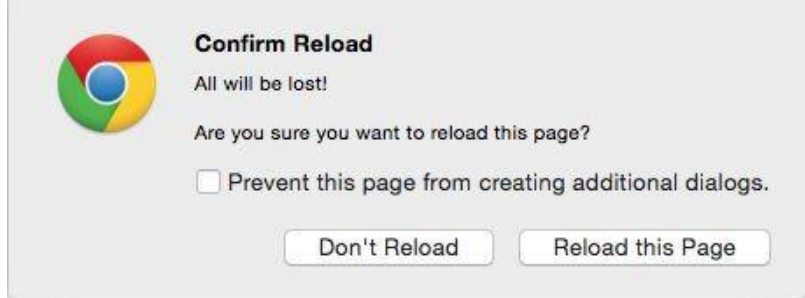 Confirm Reload
All will be lost!
Are you sure you want to reload this page?
Prevent this page from creating additional dialogs.
Don't Reload
Reload this Page